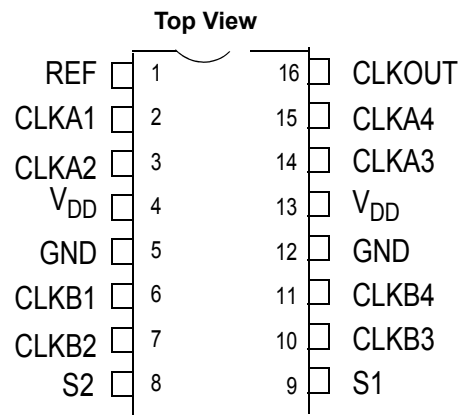 Top View
REF 1 16 CLKOUT
CLKA1 2 15 CLKA4
CLKA2 3 14 CLKA3
VDD 4 13 VDD
GND 5 12 GND
CLKB1 6 11 CLKB4
CLKB2 7 10 CLKB3
S2 8 9 S1